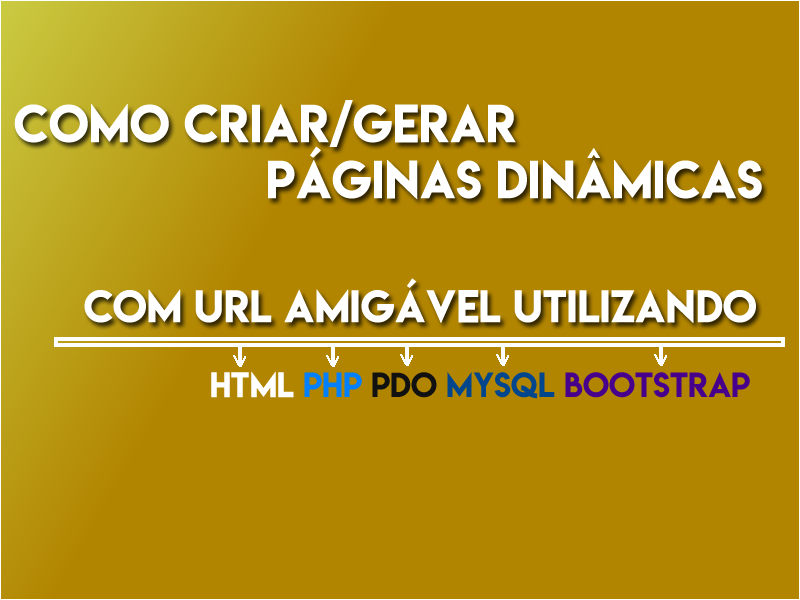 COMO CRIAR/GERAR
PÁGINAS DINÂMICAS
COM URL AMIGÁVEL UTILIZANDO
HTML PHP PDO MYSQL BOOTSTRAP